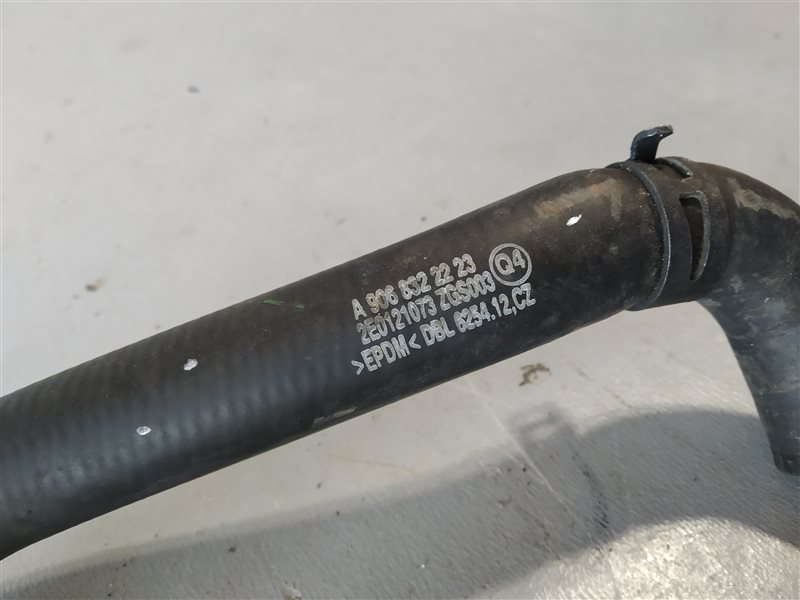 A 906 832 22 23 Q4
2E0121073 ZGS003
>EPDM< DBL 6254.12,CZ